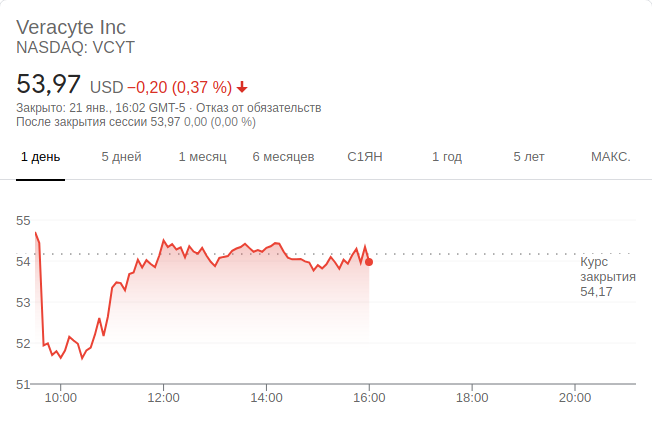 Veracyte Inc
NASDAQ: VCYT
53,97 USD −0,20 (0,37 %)
Закрыто: 21 янв., 16:02 GMT-5 · Отказ от обязательств
После закрытия сессии 53,97 0,00 (0,00 %)
1 день 5 дней 1 месяц 6 месяцев С1ЯН 1 год 5 лет МАКС.
55
54
53
52
51
Курс
закрытия
54,17
10:00 12:00 14:00 16:00 18:00 20:00